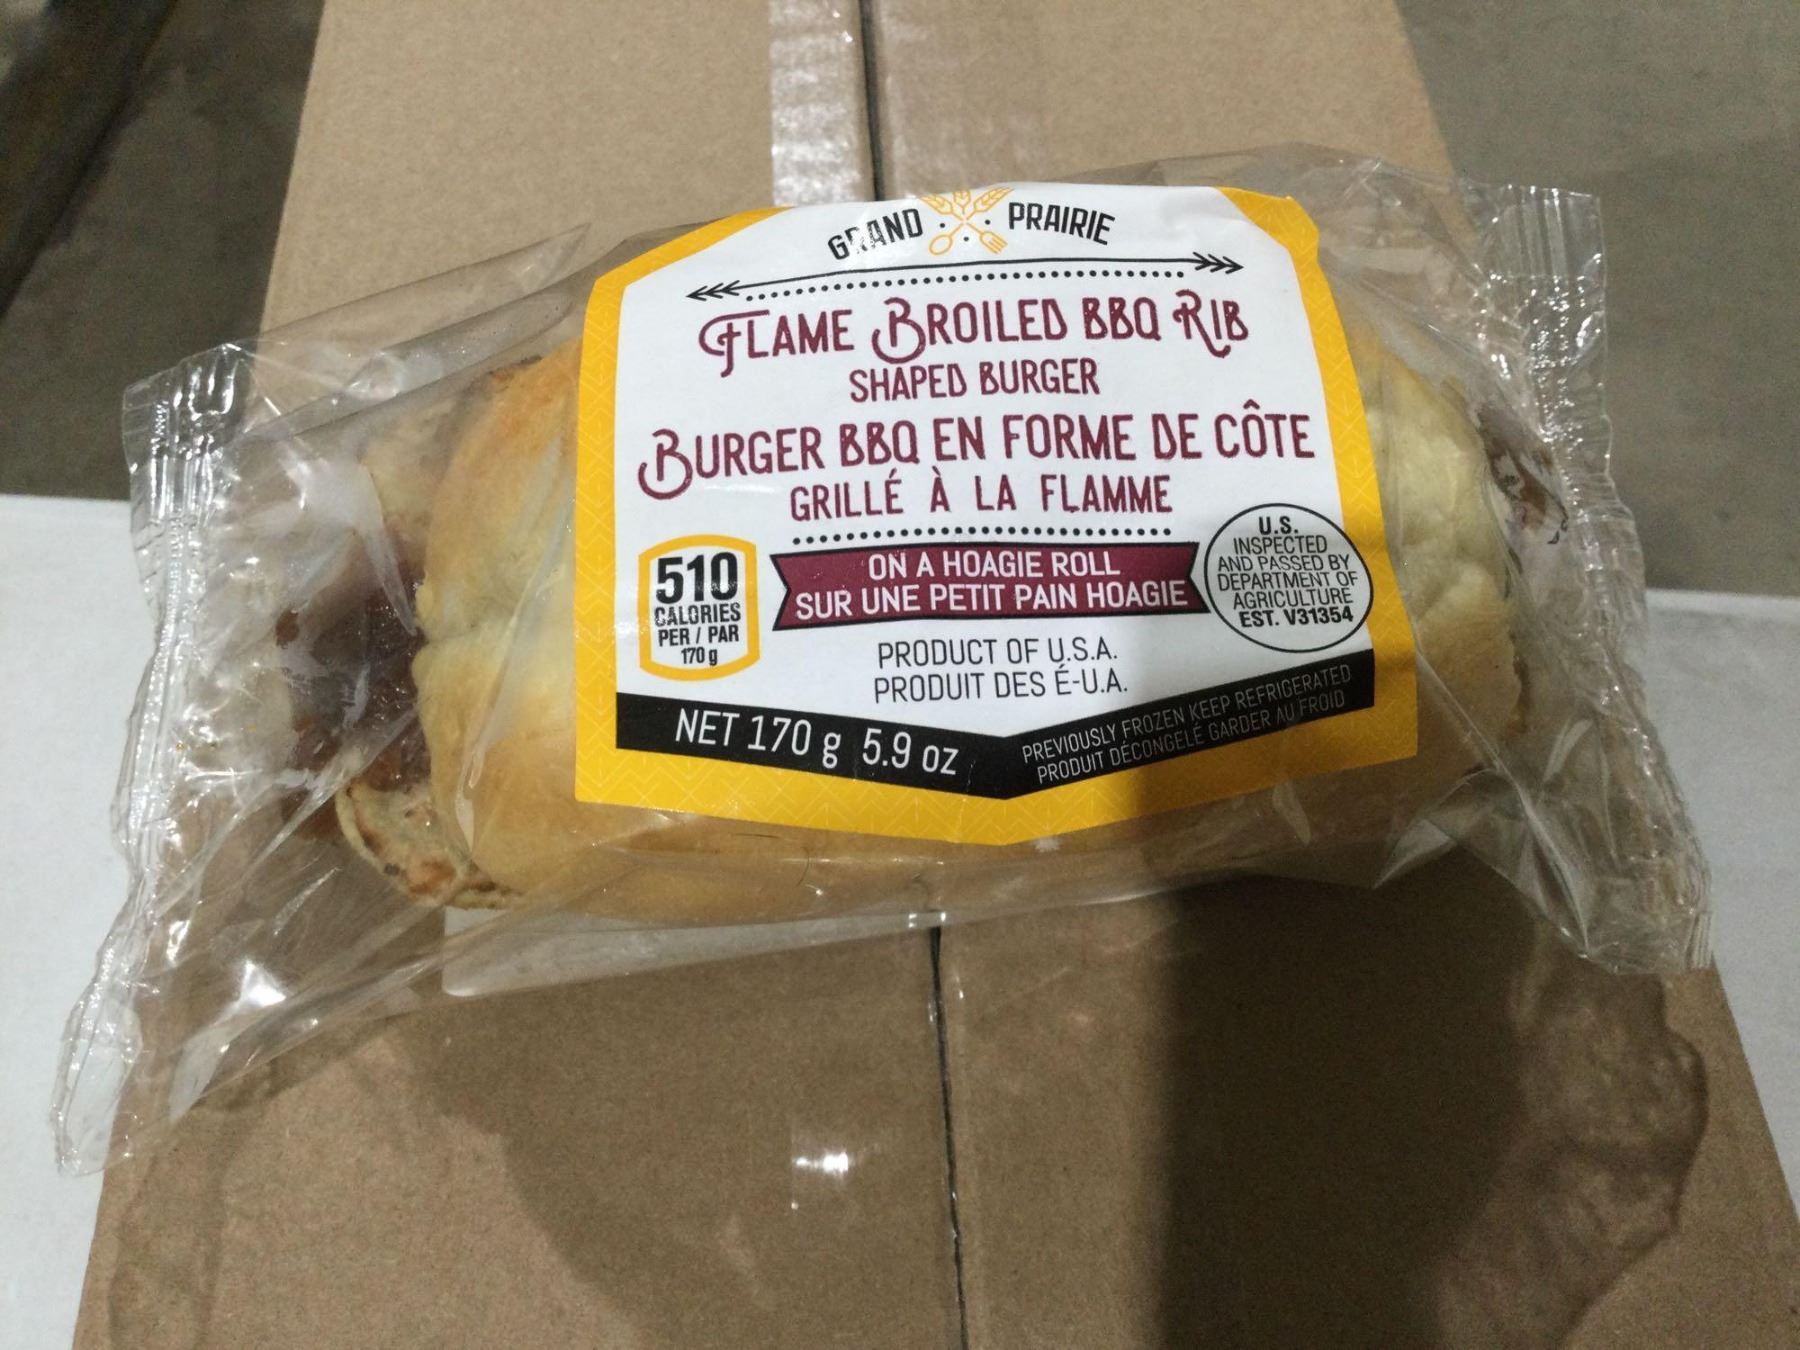 GRAND PRAIRIE
FLAME BROILED BBQ RIB
SHAPED BURGER
BURGER BBQ EN FORME DE CÔTE
GRILLÉ À LA FLAMME
510
CALORIES
PER / PAR
170 g
ON A HOAGIE ROLL
SUR UNE PETIT PAIN HOAGIE
U.S.
INSPECTED
AND PASSED BY
DEPARTMENT OF
AGRICULTURE
EST. V31354
PRODUCT OF U.S.A.
PRODUIT DES É-U.A.
NET 170 g 5.9 oz
PREVIOUSLY FROZEN KEEP REFRIGERATED
PRODUIT DÉCONGELÉ GARDER AU FROID